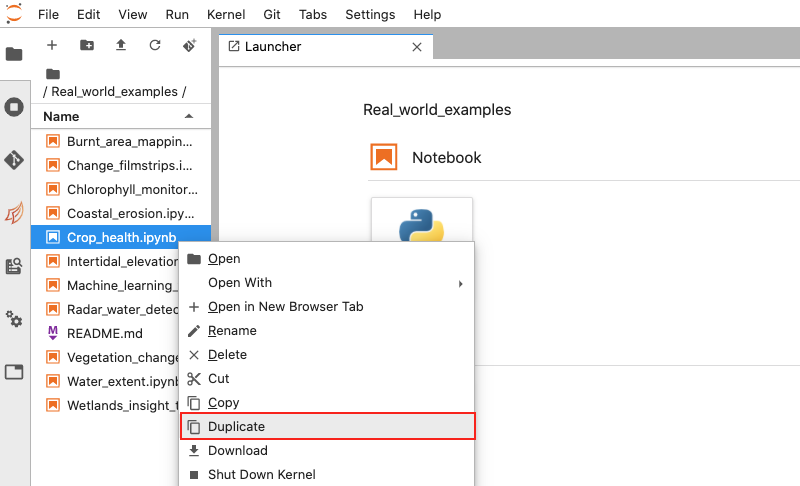 File Edit View Run Kernel Git Tabs Settings Help
Launcher
/ Real_world_examples /
Name
Burnt_area_mappin...
Change_filmstrips.i...
Chlorophyll_monitor...
Coastal_erosion.ipy...
Crop_health.ipynb
Intertidal_elevation
Machine_learning_
Radar_water_detec
M README.md
Vegetation_change
Water_extent.ipynb
Wetlands_insight_t
Real_world_examples
Notebook
Open
Open With
Open in New Browser Tab
Rename
Delete
Cut
Copy
Duplicate
Download
Shut Down Kernel